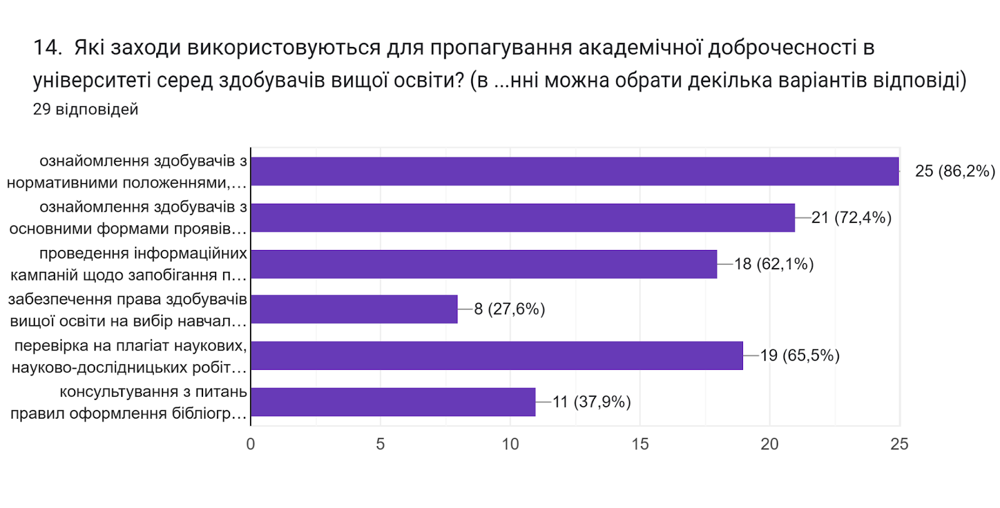 14. Які заходи використовуються для пропагування академічної доброчесності в
університеті серед здобувачів вищої освіти? (в ...нні можна обрати декілька варіантів відповіді)
29 відповідей
ознайомлення здобувачів з
нормативними положеннями,...
25 (86,2%)
ознайомлення здобувачів з
основними формами проявів...
21 (72,4%)
проведення інформаційних
кампаній щодо запобігання п...
18 (62,1%)
забезпечення права здобувачів
вищої освіти на вибір навчал...
8 (27,6%)
перевірка на плагіат наукових,
науково-дослідницьких робіт...
19 (65,5%)
консультування з питань
правил оформлення бібліогр...
11 (37,9%)
0 5 10 15 20 25